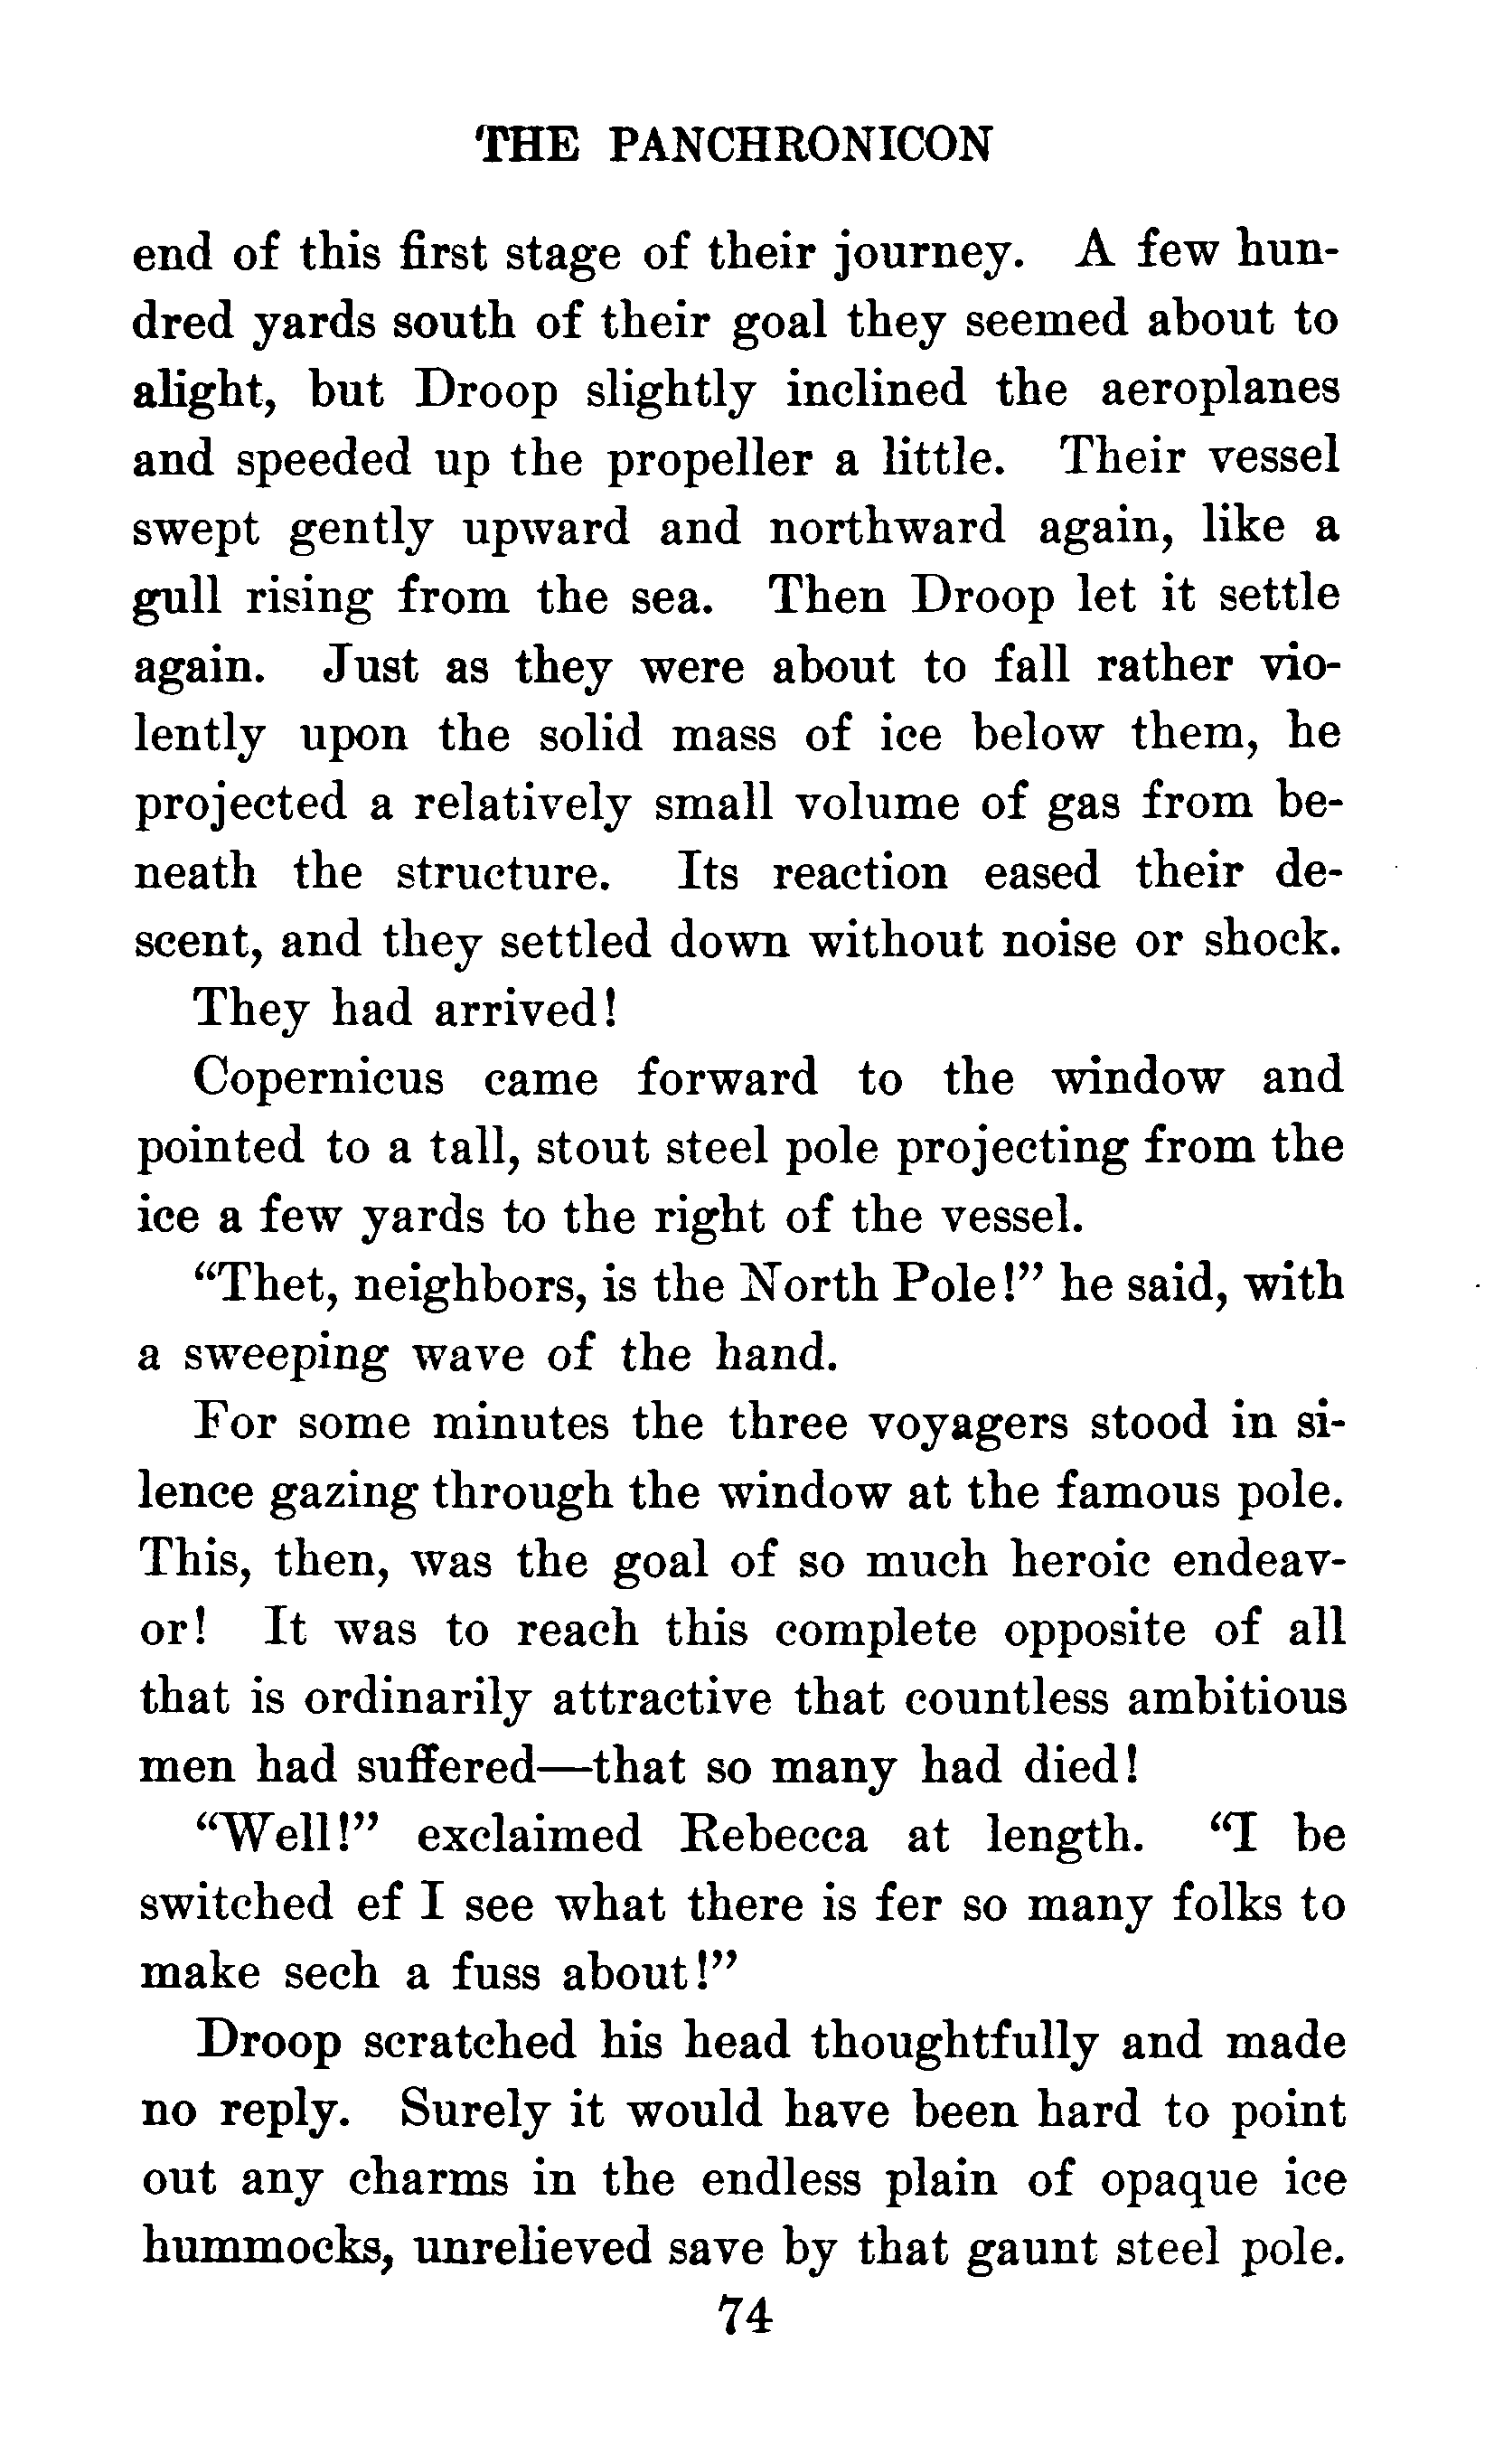 THE PANCHRONICON
end of this first stage of their journey. A few hun-
dred yards south of their goal they seemed about to
alight, but Droop slightly inclined the aeroplanes
and speeded up the propeller a little. Their vessel
swept gently upward and northward again, like a
gull rising from the sea. Then Droop let it settle
again. Just as they were about to fall rather vio-
lently upon the solid mass of ice below them, he
projected a relatively small volume of gas from be-
neath the structure. Its reaction eased their de-
scent, and they settled down without noise or shock.
They had arrived!
Copernicus came forward to the window and
pointed to a tall, stout steel pole projecting from the
ice a few yards to the right of the vessel.
“Thet, neighbors, is the North Pole!” he said, with
a sweeping wave of the hand.
For some minutes the three voyagers stood in si-
lence gazing through the window at the famous pole.
This, then, was the goal of so much heroic endeav-
or! It was to reach this complete opposite of all
that is ordinarily attractive that countless ambitious
men had suffered—that so many had died!
“Well!” exclaimed Rebecca at length. “I be
switched ef I see what there is fer so many folks to
make sech a fuss about!”
Droop scratched his head thoughtfully and made
no reply. Surely it would have been hard to point
out any charms in the endless plain of opaque ice
hummocks, unrelieved save by that gaunt steel pole.
74